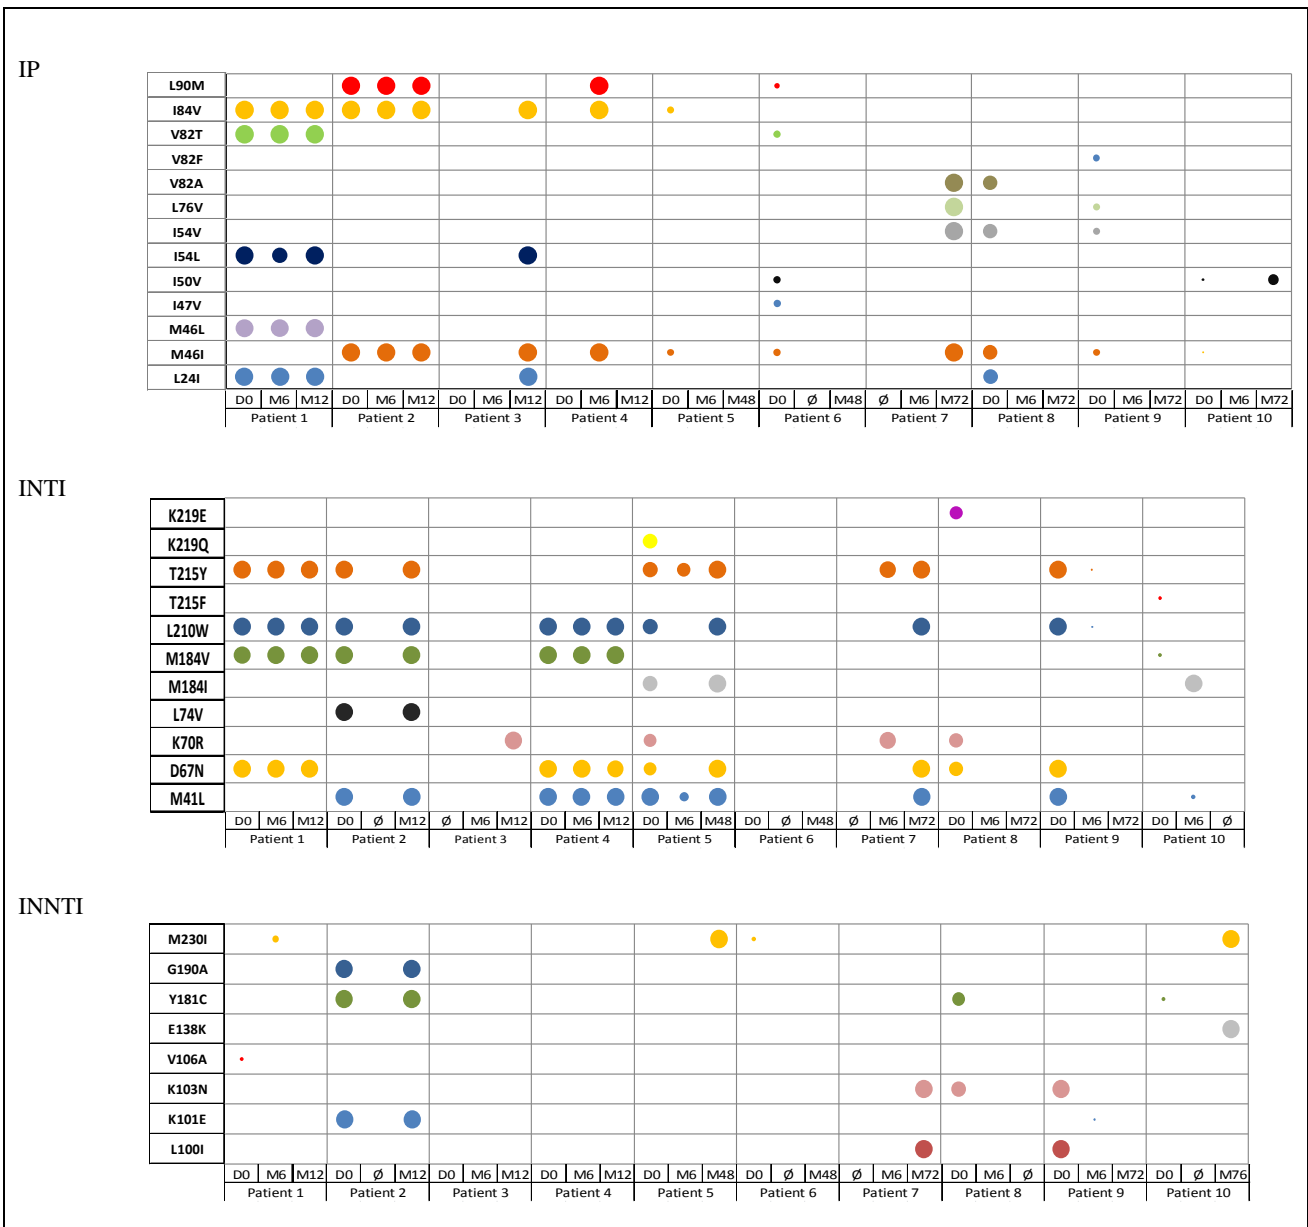 IP
L90M
I84V
V82T
V82F
V82A
L76V
I54V
I54L
I50V
I47V
M46L
M46I
L24I
D0 M6 M12 D0 M6 M12 D0 M6 M12 D0 M6 M12 D0 M6 M48 D0 Ø M48 Ø M6 M72 D0 M6 M72 D0 M6 M72 D0 M6 M72
Patient 1 Patient 2 Patient 3 Patient 4 Patient 5 Patient 6 Patient 7 Patient 8 Patient 9 Patient 10
INTI
K219E
K219Q
T215Y
T215F
L210W
M184V
M184I
L74V
K70R
D67N
M41L
D0 M6 M12 D0 Ø M12 Ø M6 M12 D0 M6 M12 D0 M6 M48 D0 Ø M48 Ø M6 M72 D0 M6 M72 D0 M6 M72 D0 M6 Ø
Patient 1 Patient 2 Patient 3 Patient 4 Patient 5 Patient 6 Patient 7 Patient 8 Patient 9 Patient 10
INNTI
M230I
G190A
Y181C
E138K
V106A
K103N
K101E
L100I
D0 M6 M12 D0 Ø M12 D0 M6 M12 D0 M6 M12 D0 M6 M48 D0 Ø M48 Ø M6 M72 D0 M6 Ø D0 M6 M72 D0 Ø M76
Patient 1 Patient 2 Patient 3 Patient 4 Patient 5 Patient 6 Patient 7 Patient 8 Patient 9 Patient 10